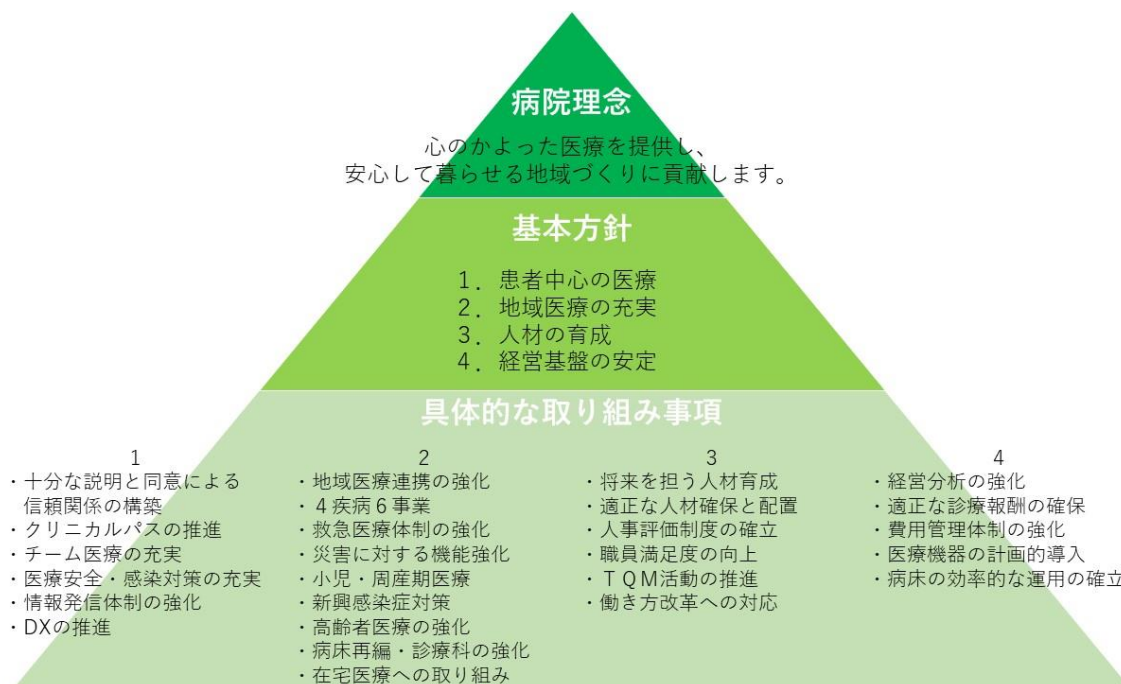 病院理念
心のかよった医療を提供し、
安心して暮らせる地域づくりに貢献します。
基本方針
１．患者中心の医療
２．地域医療の充実
３．人材の育成
４．経営基盤の安定
具体的な取り組み事項
1
・十分な説明と同意による
信頼関係の構築
・クリニカルパスの推進
・チーム医療の充実
・医療安全・感染対策の充実
・情報発信体制の強化
・DXの推進
2
・地域医療連携の強化
・４疾病６事業
・救急医療体制の強化
・災害に対する機能強化
・小児・周産期医療
・新興感染症対策
・高齢者医療の強化
・病床再編・診療科の強化
・在宅医療への取り組み
3
・将来を担う人材育成
・適正な人材確保と配置
・人事評価制度の確立
・職員満足度の向上
・ＴＱＭ活動の推進
・働き方改革への対応
4
・経営分析の強化
・適正な診療報酬の確保
・費用管理体制の強化
・医療機器の計画的導入
・病床の効率的な運用の確立